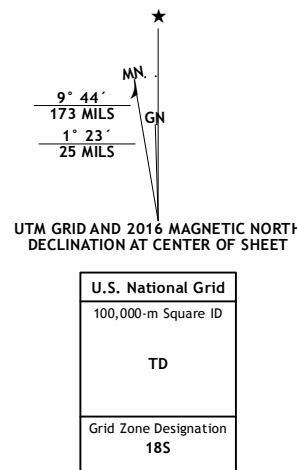 ★
MN
9° 44´
173 MILS
GN
1° 23´
25 MILS
UTM GRID AND 2016 MAGNETIC NORTH
DECLINATION AT CENTER OF SHEET
U.S. National Grid
100,000-m Square ID
TD
Grid Zone Designation
18S